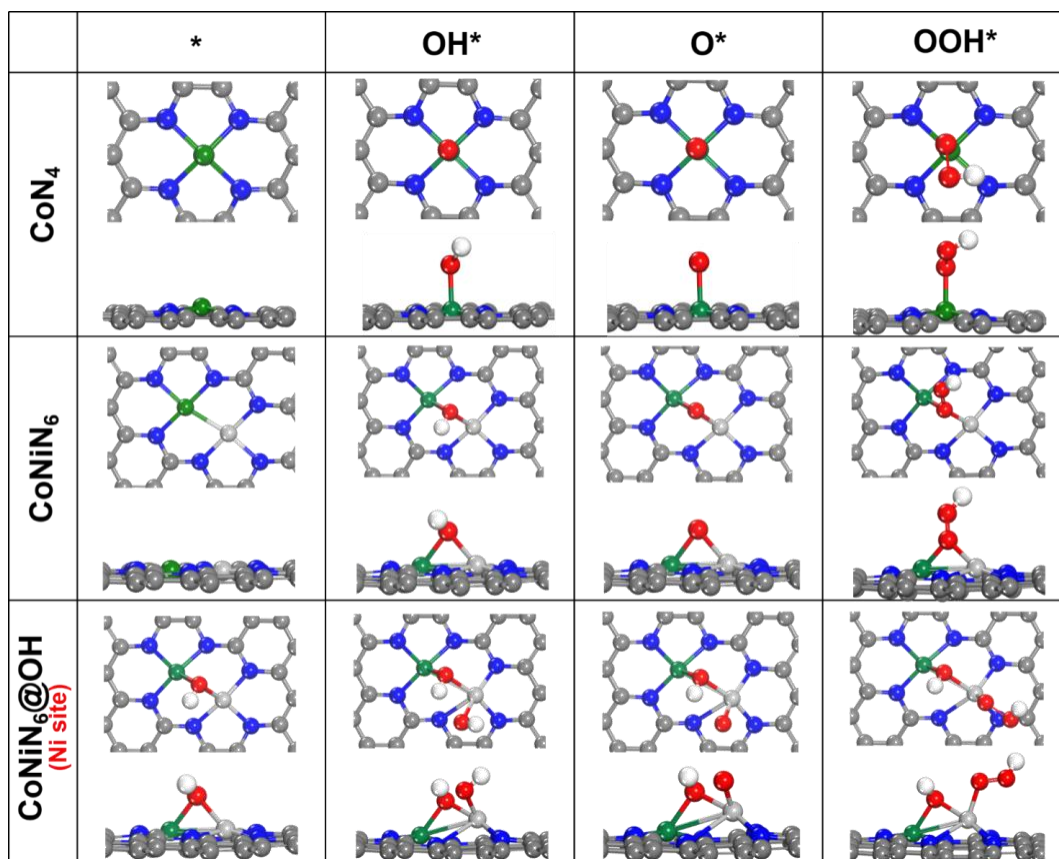 * OH* O* OOH*
CoN₄
CoNiN₆
CoNiN₆@OH
(Ni site)